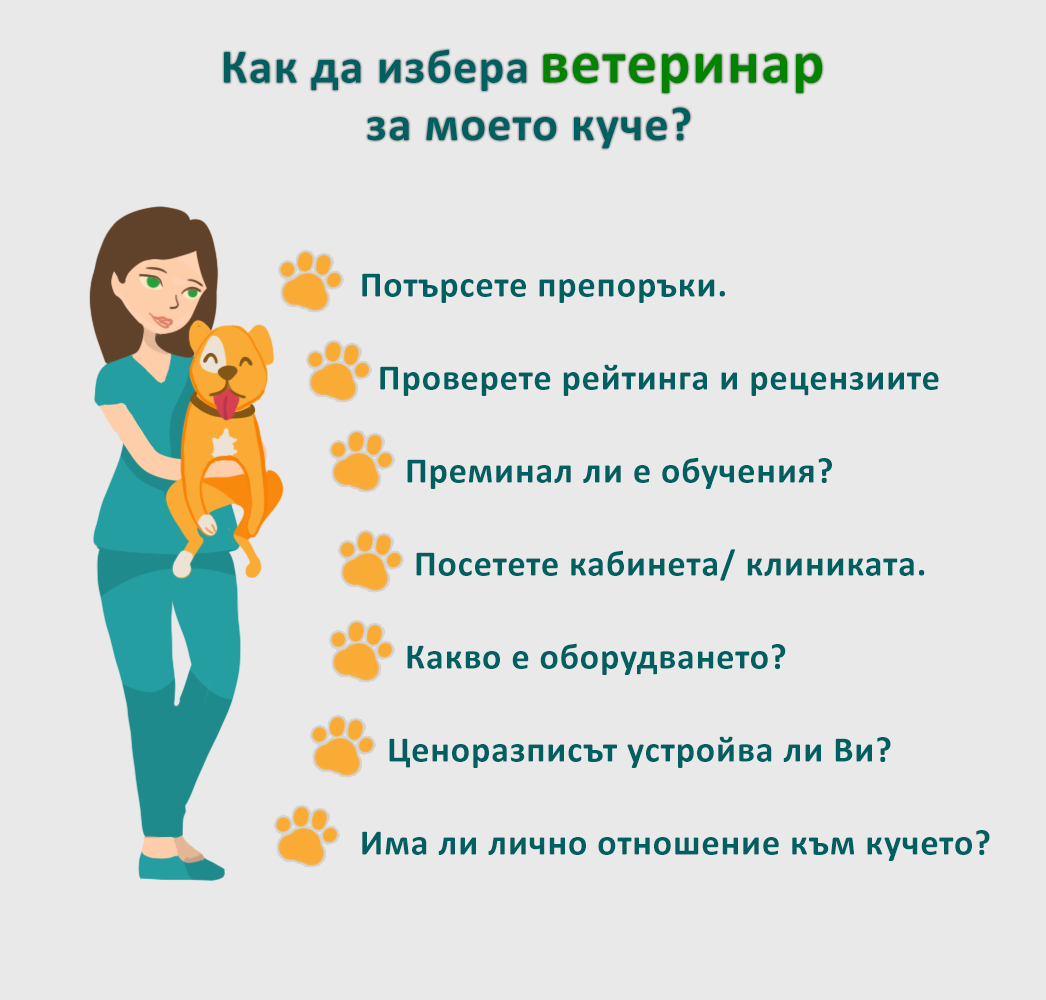 Как да избера ветеринар
за моето куче?
Потърсете препоръки.
Проверете рейтинга и рецензиите
Преминал ли е обучения?
Посетете кабинета/ клиниката.
Какво е оборудването?
Ценоразписът устройва ли Ви?
Има ли лично отношение към кучето?